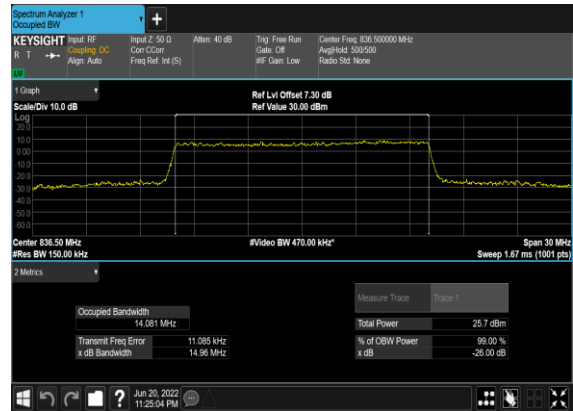 Spectrum Analyzer 1
Occupied BW
+
KEYSIGHT Input: RF Input Z: 50 Ω Atten: 40 dB Trig: Free Run Center Freq: 836.500000 MHz
R T Coupling: DC Corr CCorr Gate: Off Avg|Hold: 500/500
Align: Auto Freq Ref: Int (S) #IF Gain: Low Radio Std: None
1 Graph
Ref Lvl Offset 7.30 dB
Scale/Div 10.0 dB Ref Value 30.00 dBm
Log
20.0
10.0
0.00
-10.0
-20.0
-30.0
-40.0
-50.0
-60.0
Center 836.50 MHz #Video BW 470.00 kHz* Span 30 MHz
#Res BW 150.00 kHz Sweep 1.67 ms (1001 pts)
2 Metrics
Measure Trace Trace 1
Occupied Bandwidth
14.081 MHz Total Power 25.7 dBm
Transmit Freq Error 11.085 kHz % of OBW Power 99.00 %
x dB Bandwidth 14.96 MHz x dB -26.00 dB
? Jun 20, 2022
11:25:04 PM